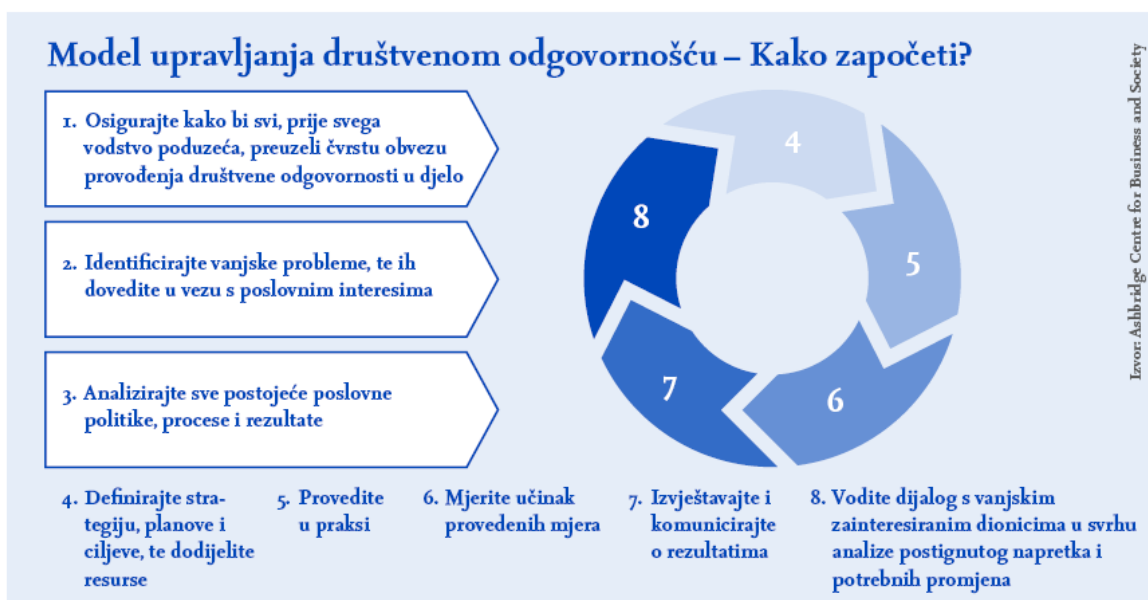 Model upravljanja društvenom odgovornošću – Kako započeti?
1. Osigurajte kako bi svi, prije svega
vodstvo poduzeća, preuzeli čvrstu obvezu
provođenja društvene odgovornosti u djelo
2. Identificirajte vanjske probleme, te ih
dovedite u vezu s poslovnim interesima
3. Analizirajte sve postojeće poslovne
politike, procese i rezultate
4
5
6
7
8
4. Definirajte stra-
tegiju, planove i
ciljeve, te dodijelite
resurse
5. Provedite
u praksi
6. Mjerite učinak
provedenih mjera
7. Izvještavajte i
komunicirajte
o rezultatima
8. Vodite dijalog s vanjskim
zainteresiranim dionicima u svrhu
analize postignutog napretka i
potrebnih promjena
Izvor: Ashbridge Centre for Business and Society